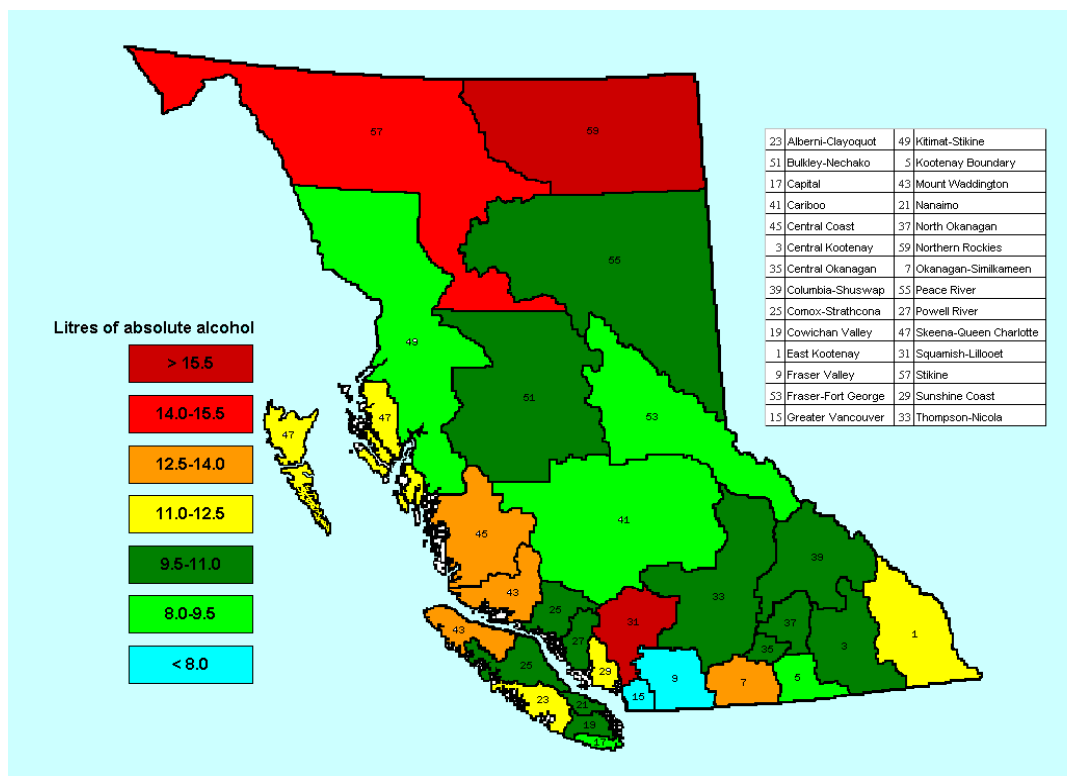 57
59
23 Alberni-Clayoquot 49 Kitimat-Stikine
51 Bulkley-Nechako 5 Kootenay Boundary
17 Capital 43 Mount Waddington
41 Cariboo 21 Nanaimo
45 Central Coast 37 North Okanagan
3 Central Kootenay 59 Northern Rockies
35 Central Okanagan 7 Okanagan-Similkameen
39 Columbia-Shuswap 55 Peace River
25 Comox-Strathcona 27 Powell River
19 Cowichan Valley 47 Skeena-Queen Charlotte
1 East Kootenay 31 Squamish-Lillooet
9 Fraser Valley 57 Stikine
53 Fraser-Fort George 29 Sunshine Coast
15 Greater Vancouver 33 Thompson-Nicola
55
Litres of absolute alcohol
> 15.5
14.0-15.5
12.5-14.0
11.0-12.5
9.5-11.0
8.0-9.5
< 8.0
49
51
53
47
47
41
45
43
39
33
25
31
37
1
43
27
35
3
25
29
9
7
5
23
15
21
19
17